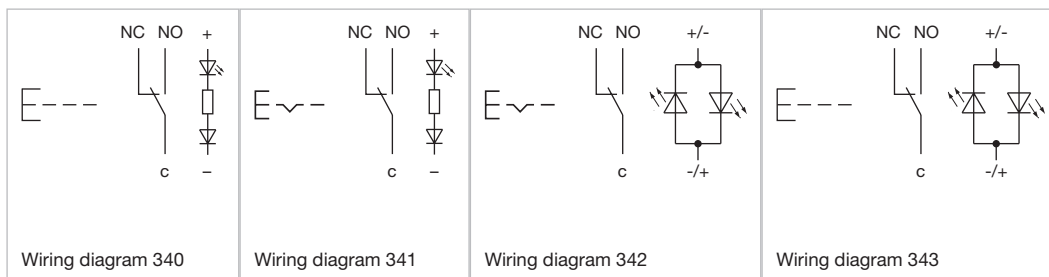 NC NO +
c –
Wiring diagram 340
NC NO +
c –
Wiring diagram 341
NC NO +/-
c -/+
Wiring diagram 342
NC NO +/-
c -/+
Wiring diagram 343